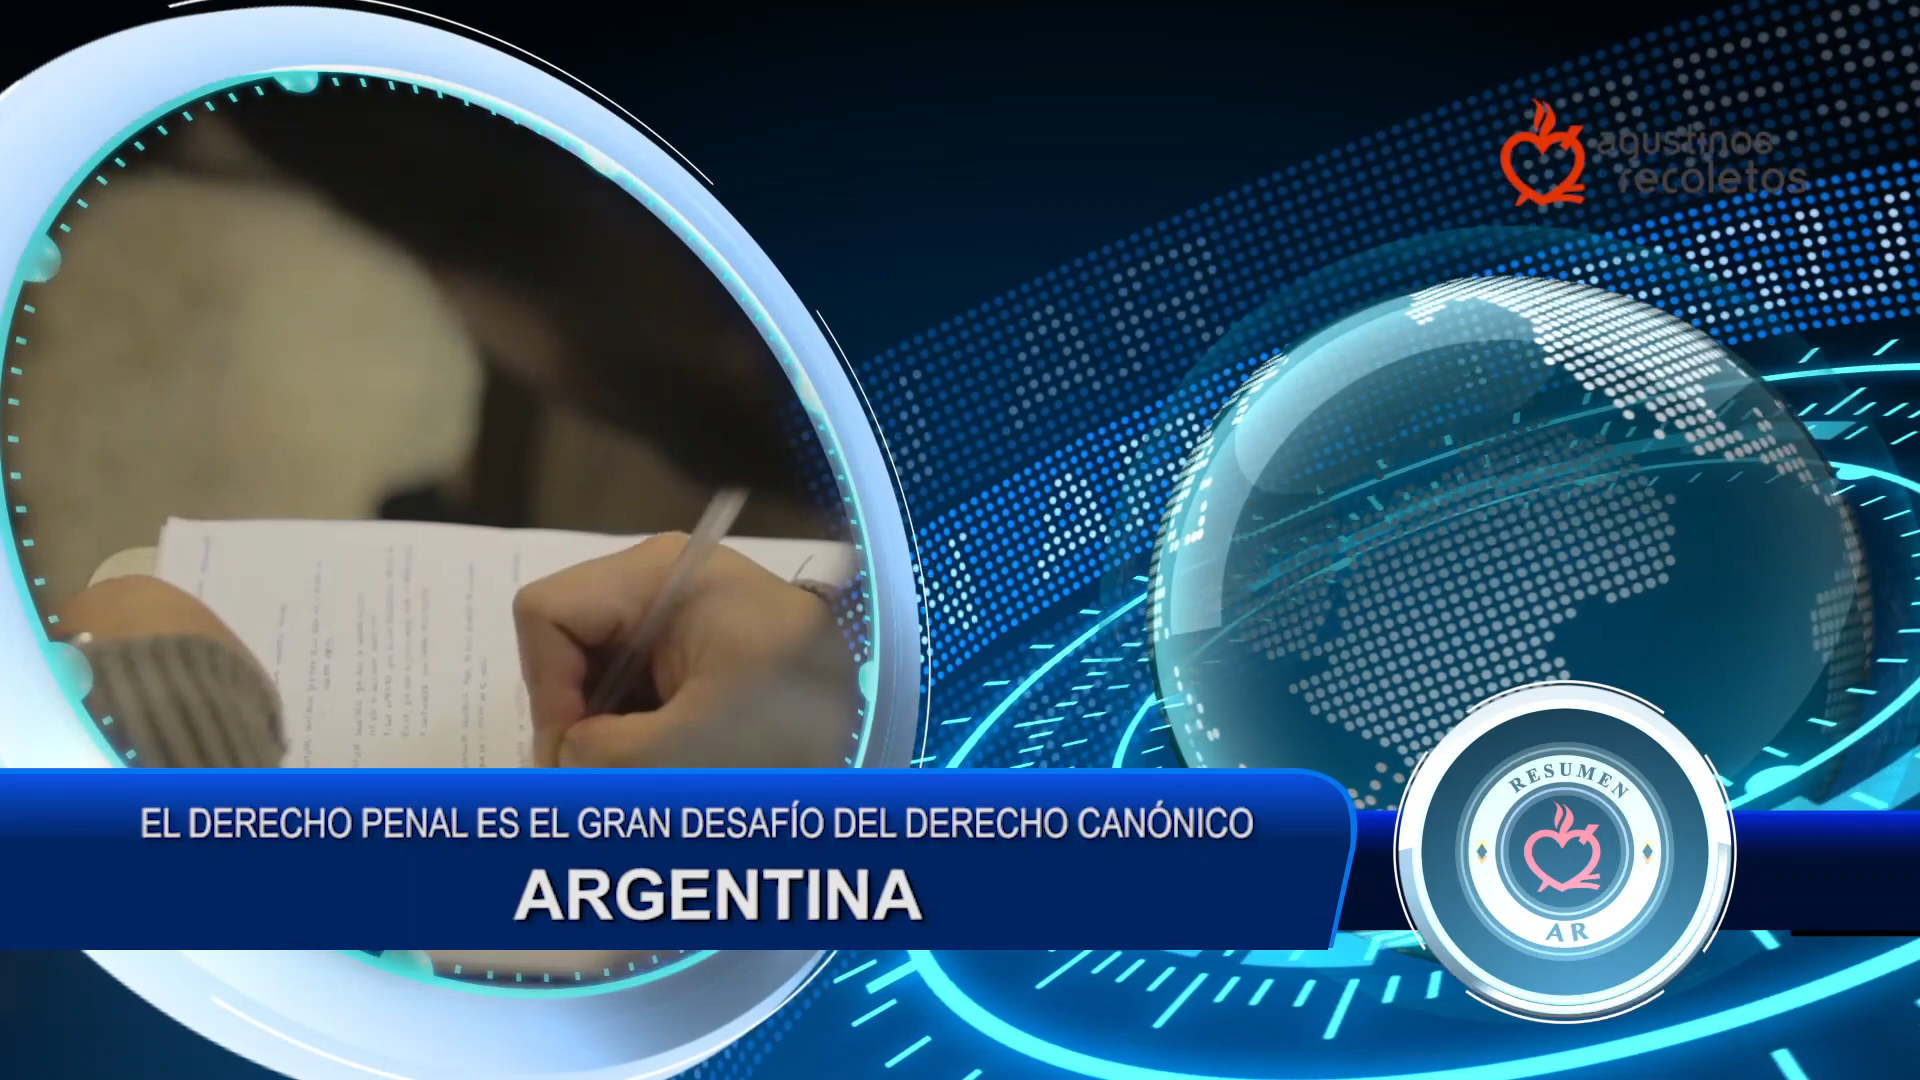 agustinos
recoletos
EL DERECHO PENAL ES EL GRAN DESAFÍO DEL DERECHO CANÓNICO
ARGENTINA
RESUMEN
AR